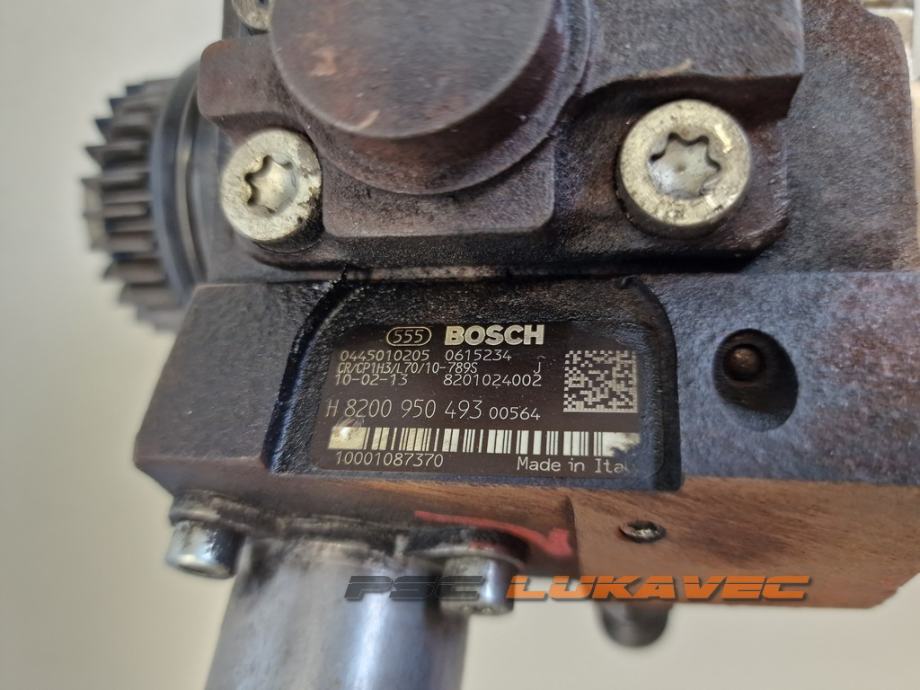 555 BOSCH
0445010205 0615234
CR/CP1H3/L70/10-789S J
10-02-13 8201024002
H 8200 950 493 00564
10001087370 Made in Ita
PSC LUKAVEC